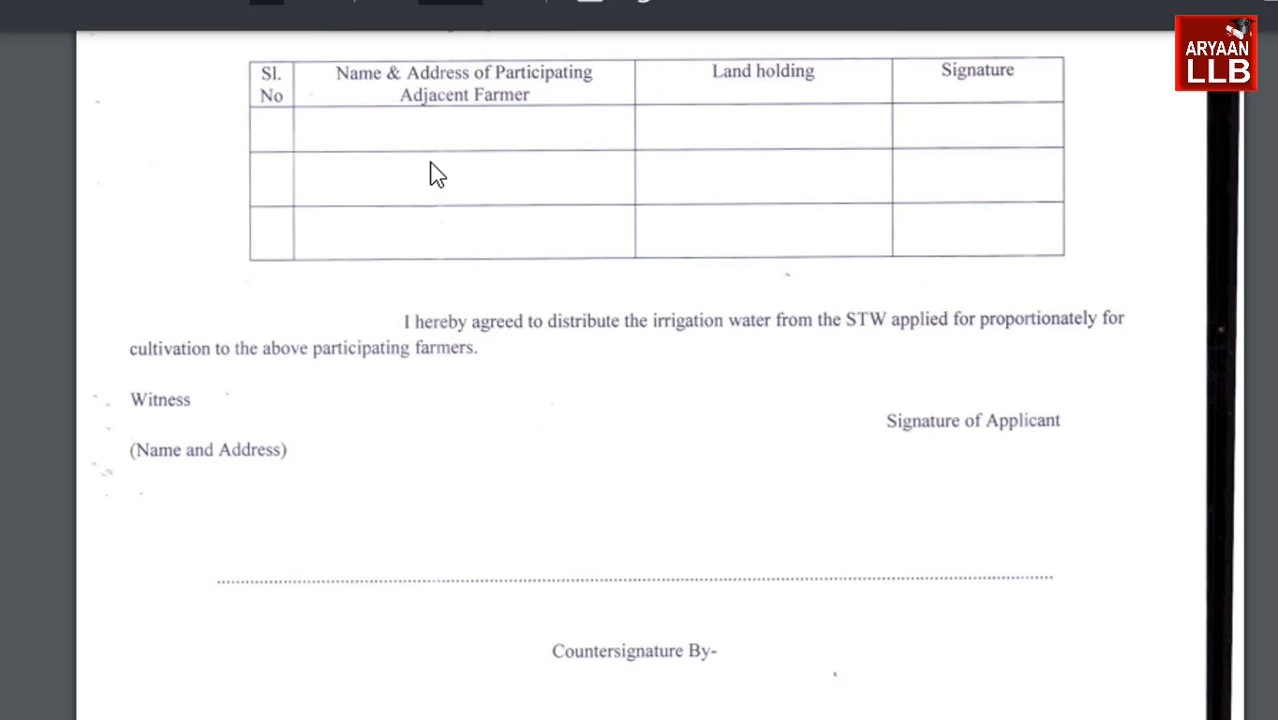 ARYAAN
LLB
Sl.
No
Name & Address of Participating
Adjacent Farmer
Land holding
Signature
I hereby agreed to distribute the irrigation water from the STW applied for proportionately for
cultivation to the above participating farmers.
Witness
Signature of Applicant
(Name and Address)
Countersignature By-